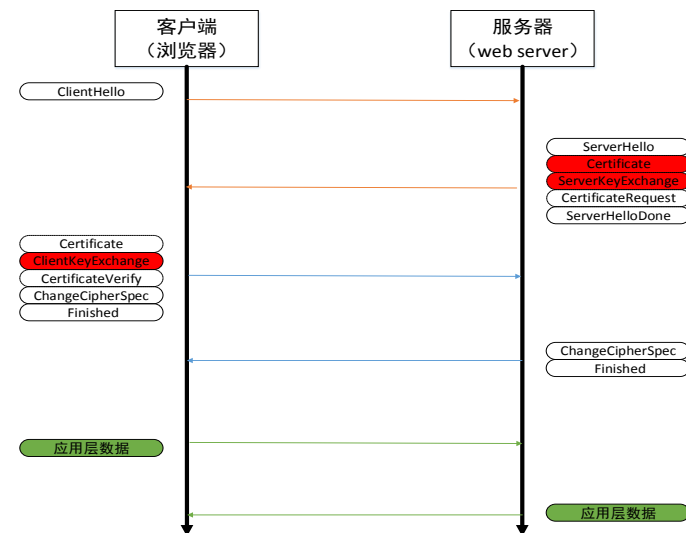 客户端
（浏览器）
服务器
（web server）
ClientHello
ServerHello
Certificate
ServerKeyExchange
CertificateRequest
ServerHelloDone
Certificate
ClientKeyExchange
CertificateVerify
ChangeCipherSpec
Finished
ChangeCipherSpec
Finished
应用层数据
应用层数据